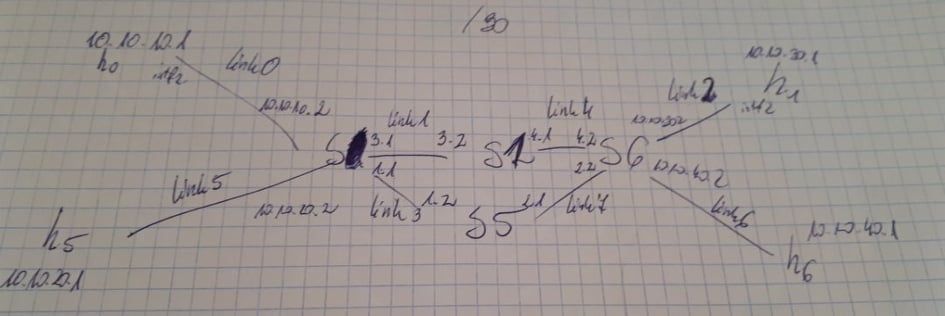 /30
10.10.10.1
h0
intf2
link0
10.10.10.2
10.10.30.1
h1
intf2
link2
10.10.30.2
link1
3.1
3.2
link4
4.1
4.2
S1
S6
1.1
2.2
10.10.40.2
link5
10.10.20.2
link3
1.2
S5
2.1
link7
link6
h5
10.10.20.1
10.10.40.1
h6